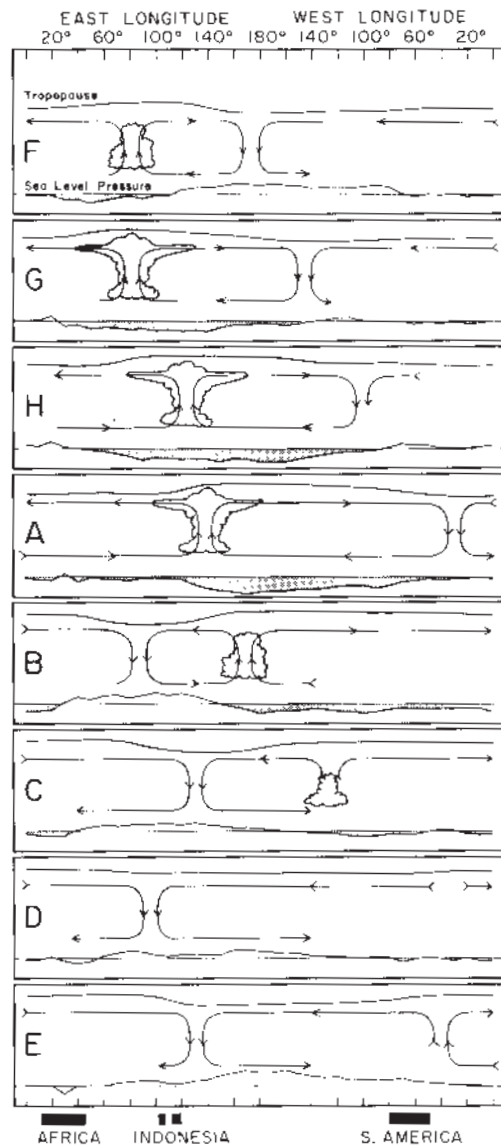 EAST LONGITUDE WEST LONGITUDE
20° 60° 100° 140° 180° 140° 100° 60° 20°
Tropopause
F
Sea Level Pressure
G
H
A
B
C
D
E
AFRICA INDONESIA S. AMERICA